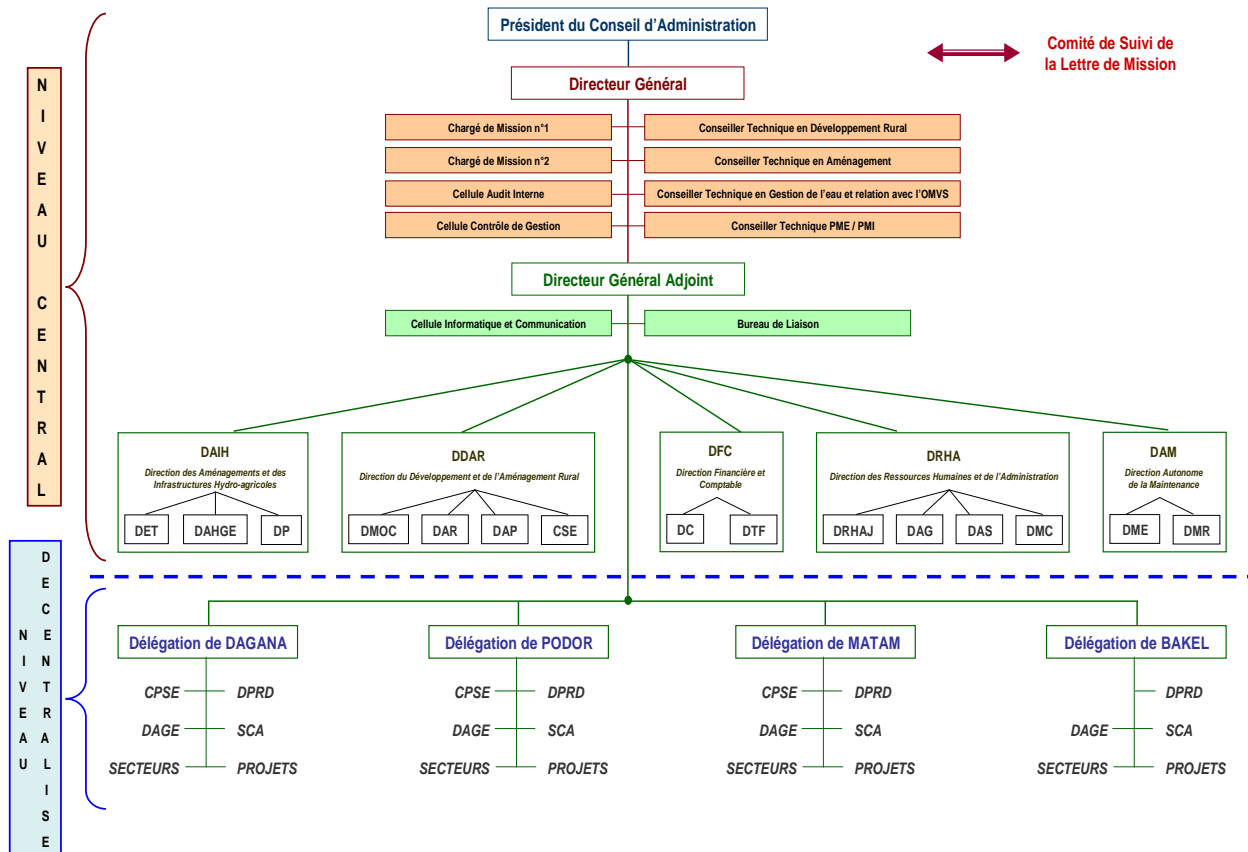 Président du Conseil d'Administration
Comité de Suivi de
la Lettre de Mission
NIVEAU CENTRAL
Directeur Général
Chargé de Mission n°1
Conseiller Technique en Développement Rural
Chargé de Mission n°2
Conseiller Technique en Aménagement
Cellule Audit Interne
Conseiller Technique en Gestion de l'eau et relation avec l'OMVS
Cellule Contrôle de Gestion
Conseiller Technique PME / PMI
Directeur Général Adjoint
Cellule Informatique et Communication
Bureau de Liaison
DAIH
Direction des Aménagements et des
Infrastructures Hydro-agricoles
DET
DAHGE
DP
DDAR
Direction du Développement et de l'Aménagement Rural
DMOC
DAR
DAP
CSE
DFC
Direction Financière et
Comptable
DC
DTF
DRHA
Direction des Ressources Humaines et de l'Administration
DRHAJ
DAG
DAS
DMC
DAM
Direction Autonome
de la Maintenance
DME
DMR
NIVEAU
DECENTRALISE
Délégation de DAGANA
CPSE
DPRD
DAGE
SCA
SECTEURS
PROJETS
Délégation de PODOR
CPSE
DPRD
DAGE
SCA
SECTEURS
PROJETS
Délégation de MATAM
CPSE
DPRD
DAGE
SCA
SECTEURS
PROJETS
Délégation de BAKEL
DPRD
DAGE
SCA
SECTEURS
PROJETS